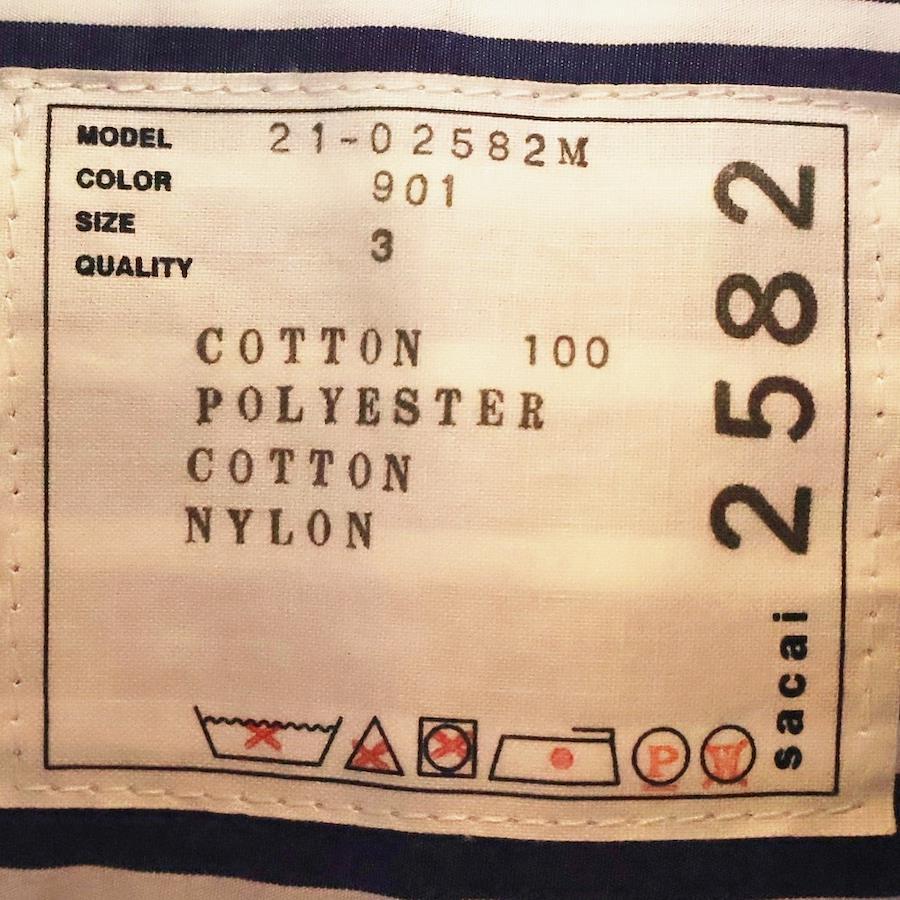 MODEL 21-02582M
COLOR 901
SIZE 3
QUALITY
COTTON 100
POLYESTER
COTTON
NYLON
P W
sacai 2582